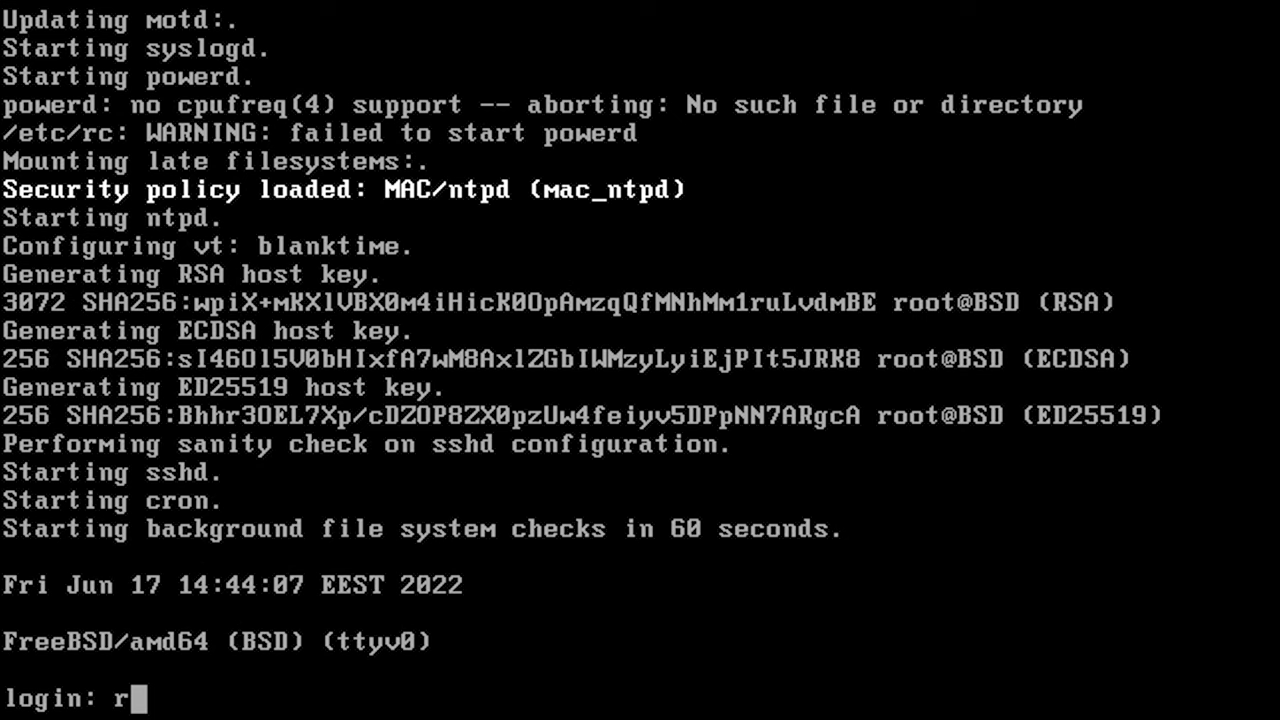 Updating motd:.
Starting syslogd.
Starting powerd.
powerd: no cpufreq(4) support -- aborting: No such file or directory
/etc/rc: WARNING: failed to start powerd
Mounting late filesystems:.
Security policy loaded: MAC/ntpd (mac_ntpd)
Starting ntpd.
Configuring vt: blanktime.
Generating RSA host key.
3072 SHA256:wpiX+mKXlVBX0m4iHicK0OpAmzqQfMNhMm1ruLvdmBE root@BSD (RSA)
Generating ECDSA host key.
256 SHA256:sI46Ol5V0bHIxfA7wM8AxlZGbIWMzyLyiEjPIt5JRK8 root@BSD (ECDSA)
Generating ED25519 host key.
256 SHA256:Bhhr3OEL7Xp/cDZOP8ZX0pzUw4feiyv5DPpNN7ARgcA root@BSD (ED25519)
Performing sanity check on sshd configuration.
Starting sshd.
Starting cron.
Starting background file system checks in 60 seconds.
Fri Jun 17 14:44:07 EEST 2022
FreeBSD/amd64 (BSD) (ttyv0)
login: r